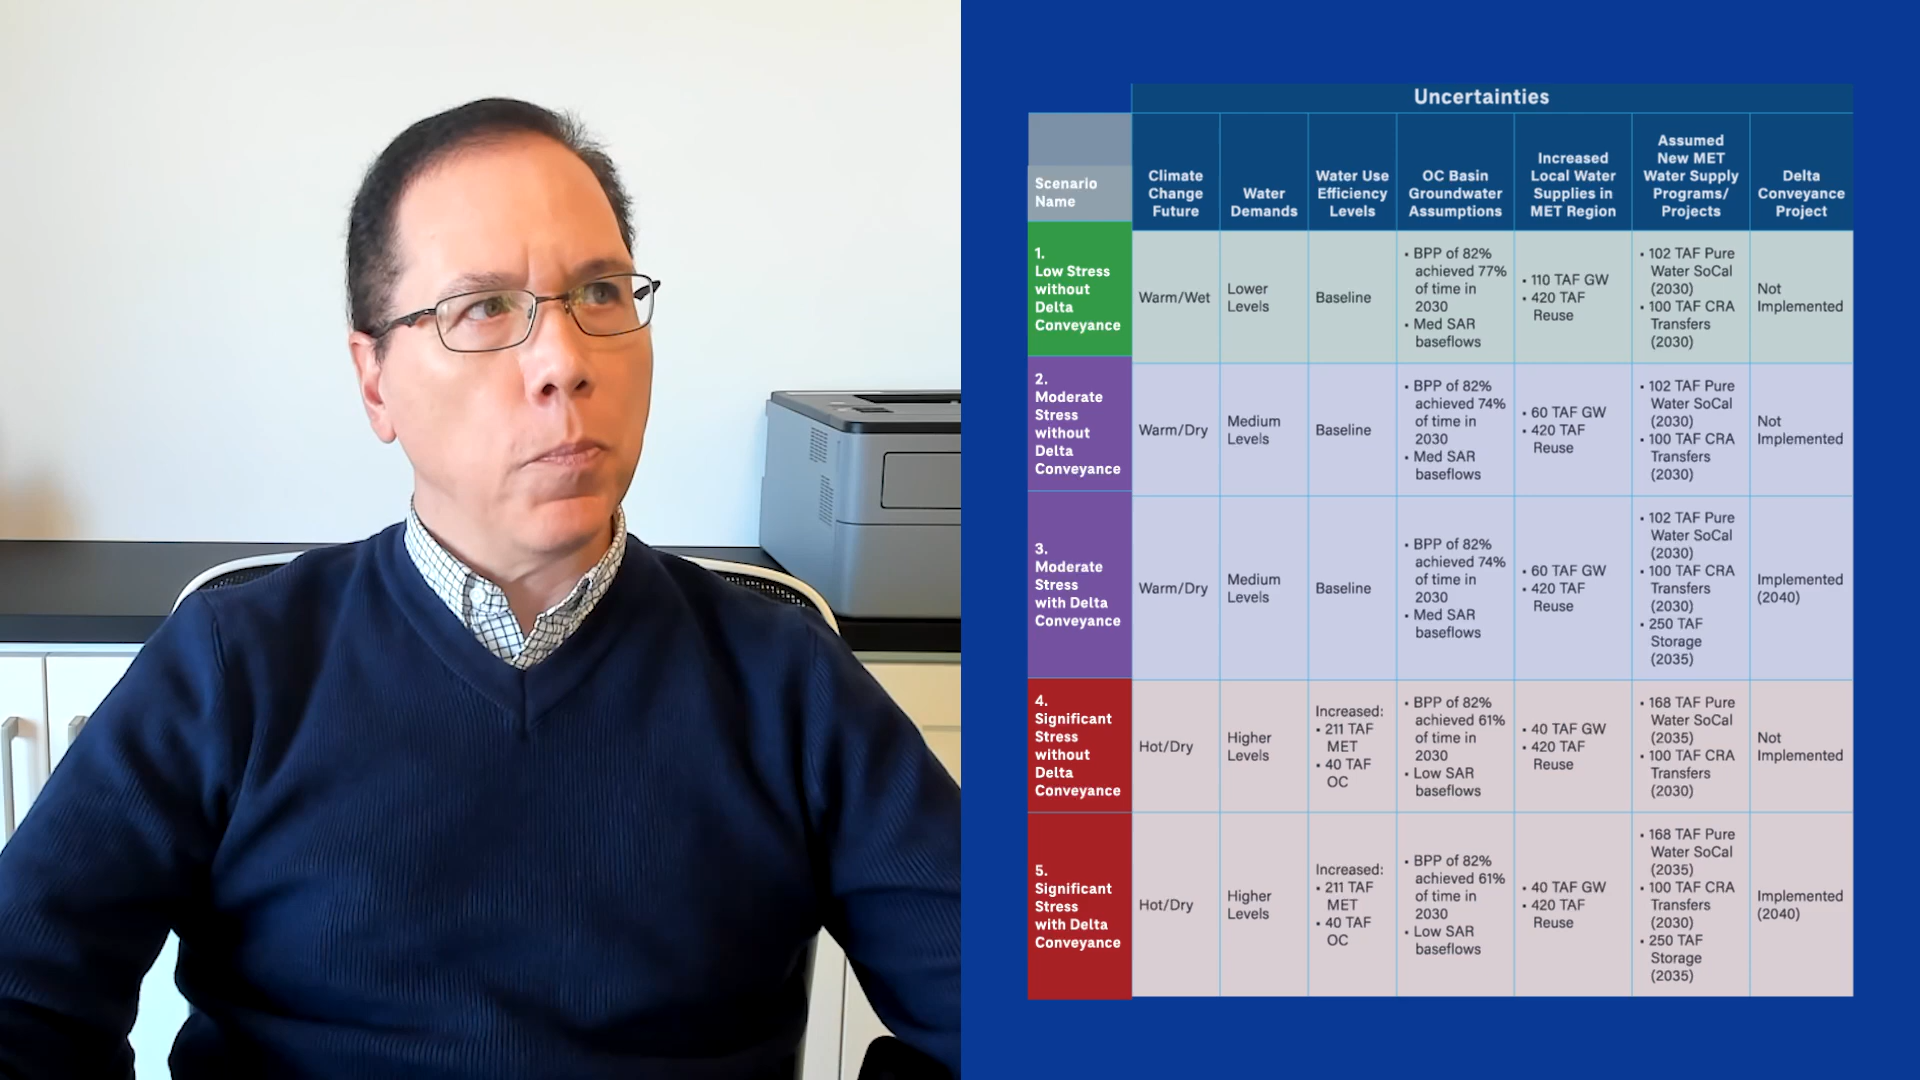 Uncertainties
Scenario
Name
Climate
Change
Future
Water
Demands
Water Use
Efficiency
Levels
OC Basin
Groundwater
Assumptions
Increased
Local Water
Supplies in
MET Region
Assumed
New MET
Water Supply
Programs/
Projects
Delta
Conveyance
Project
1.
Low Stress
without
Delta
Conveyance
Warm/Wet
Lower
Levels
Baseline
• BPP of 82%
achieved 77%
of time in
2030
• Med SAR
baseflows
• 110 TAF GW
• 420 TAF
Reuse
• 102 TAF Pure
Water SoCal
(2030)
• 100 TAF CRA
Transfers
(2030)
Not
Implemented
2.
Moderate
Stress
without
Delta
Conveyance
Warm/Dry
Medium
Levels
Baseline
• BPP of 82%
achieved 74%
of time in
2030
• Med SAR
baseflows
• 60 TAF GW
• 420 TAF
Reuse
• 102 TAF Pure
Water SoCal
(2030)
• 100 TAF CRA
Transfers
(2030)
Not
Implemented
3.
Moderate
Stress
with Delta
Conveyance
Warm/Dry
Medium
Levels
Baseline
• BPP of 82%
achieved 74%
of time in
2030
• Med SAR
baseflows
• 60 TAF GW
• 420 TAF
Reuse
• 102 TAF Pure
Water SoCal
(2030)
• 100 TAF CRA
Transfers
(2030)
• 250 TAF
Storage
(2035)
Implemented
(2040)
4.
Significant
Stress
without
Delta
Conveyance
Hot/Dry
Higher
Levels
Increased:
• 211 TAF
MET
• 40 TAF
OC
• BPP of 82%
achieved 61%
of time in
2030
• Low SAR
baseflows
• 40 TAF GW
• 420 TAF
Reuse
• 168 TAF Pure
Water SoCal
(2035)
• 100 TAF CRA
Transfers
(2030)
Not
Implemented
5.
Significant
Stress
with Delta
Conveyance
Hot/Dry
Higher
Levels
Increased:
• 211 TAF
MET
• 40 TAF
OC
• BPP of 82%
achieved 61%
of time in
2030
• Low SAR
baseflows
• 40 TAF GW
• 420 TAF
Reuse
• 168 TAF Pure
Water SoCal
(2035)
• 100 TAF CRA
Transfers
(2030)
• 250 TAF
Storage
(2035)
Implemented
(2040)